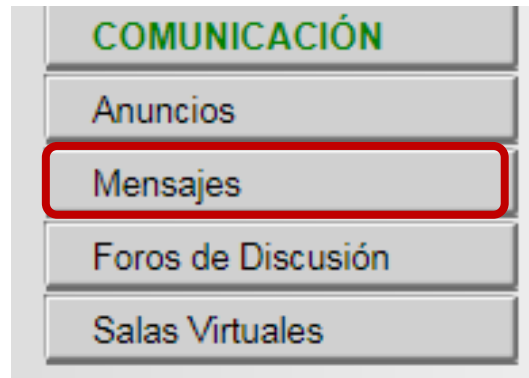 COMUNICACIÓN
Anuncios
Mensajes
Foros de Discusión
Salas Virtuales